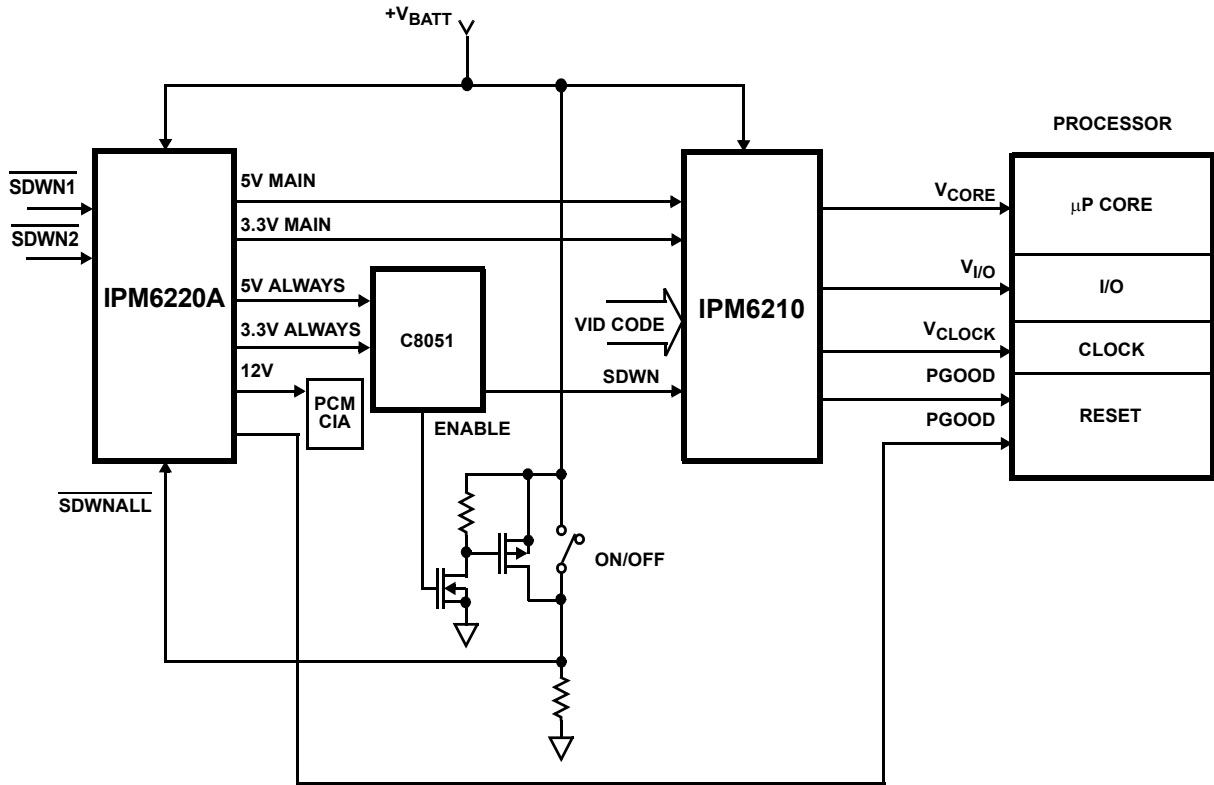 +VBATT
PROCESSOR
SDWN1
SDWN2
IPM6220A
5V MAIN
3.3V MAIN
5V ALWAYS
3.3V ALWAYS
12V
PCM
CIA
C8051
ENABLE
VID CODE
SDWN
IPM6210
VCORE
VI/O
VCLOCK
PGOOD
PGOOD
µP CORE
I/O
CLOCK
RESET
SDWNALL
ON/OFF